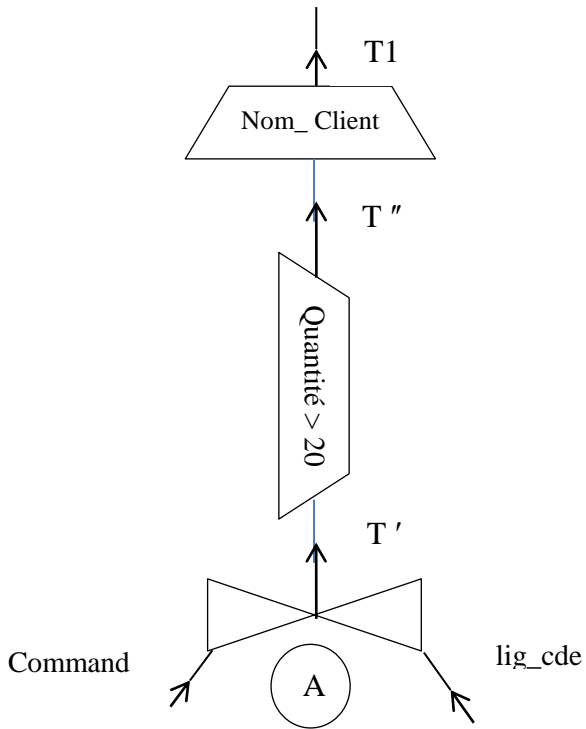 T1
Nom_ Client
T ″
Quantité > 20
T ′
Command
lig_cde
A